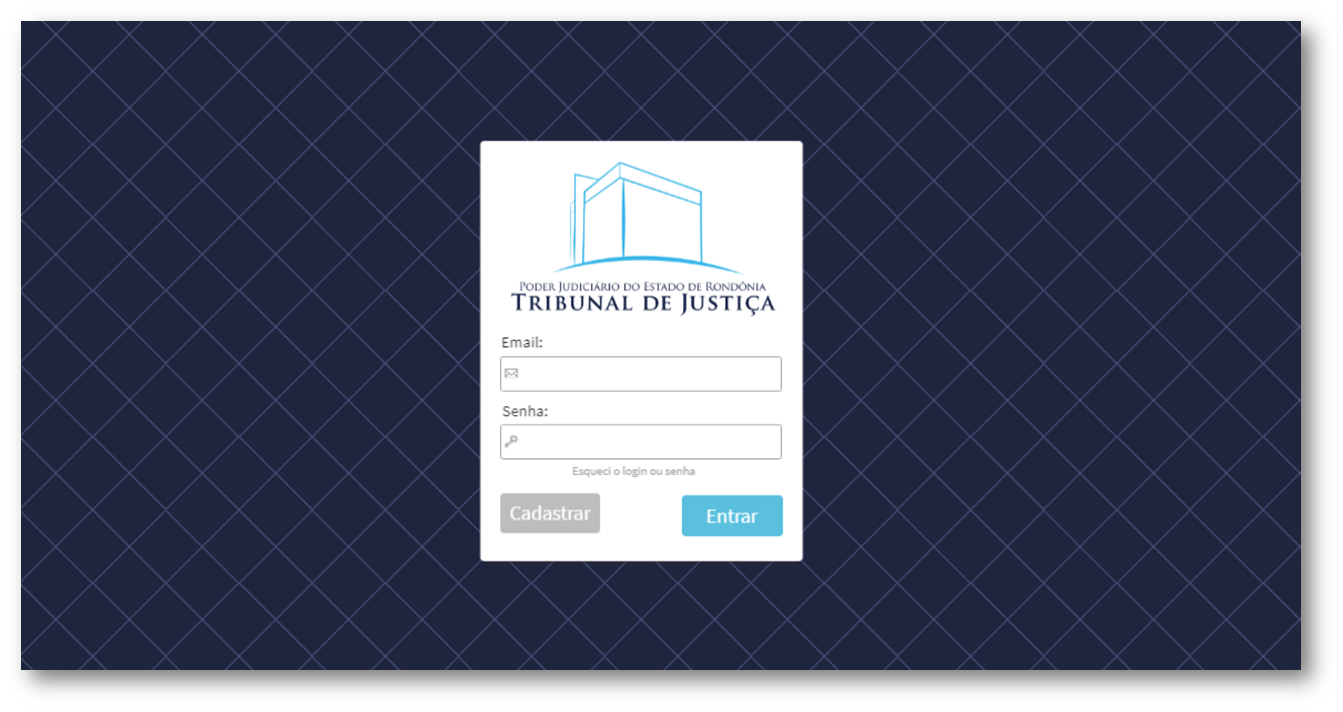 Poder Judiciário do Estado de Rondônia
Tribunal de Justiça
Email:
Senha:
Esqueci o login ou senha
Cadastrar
Entrar